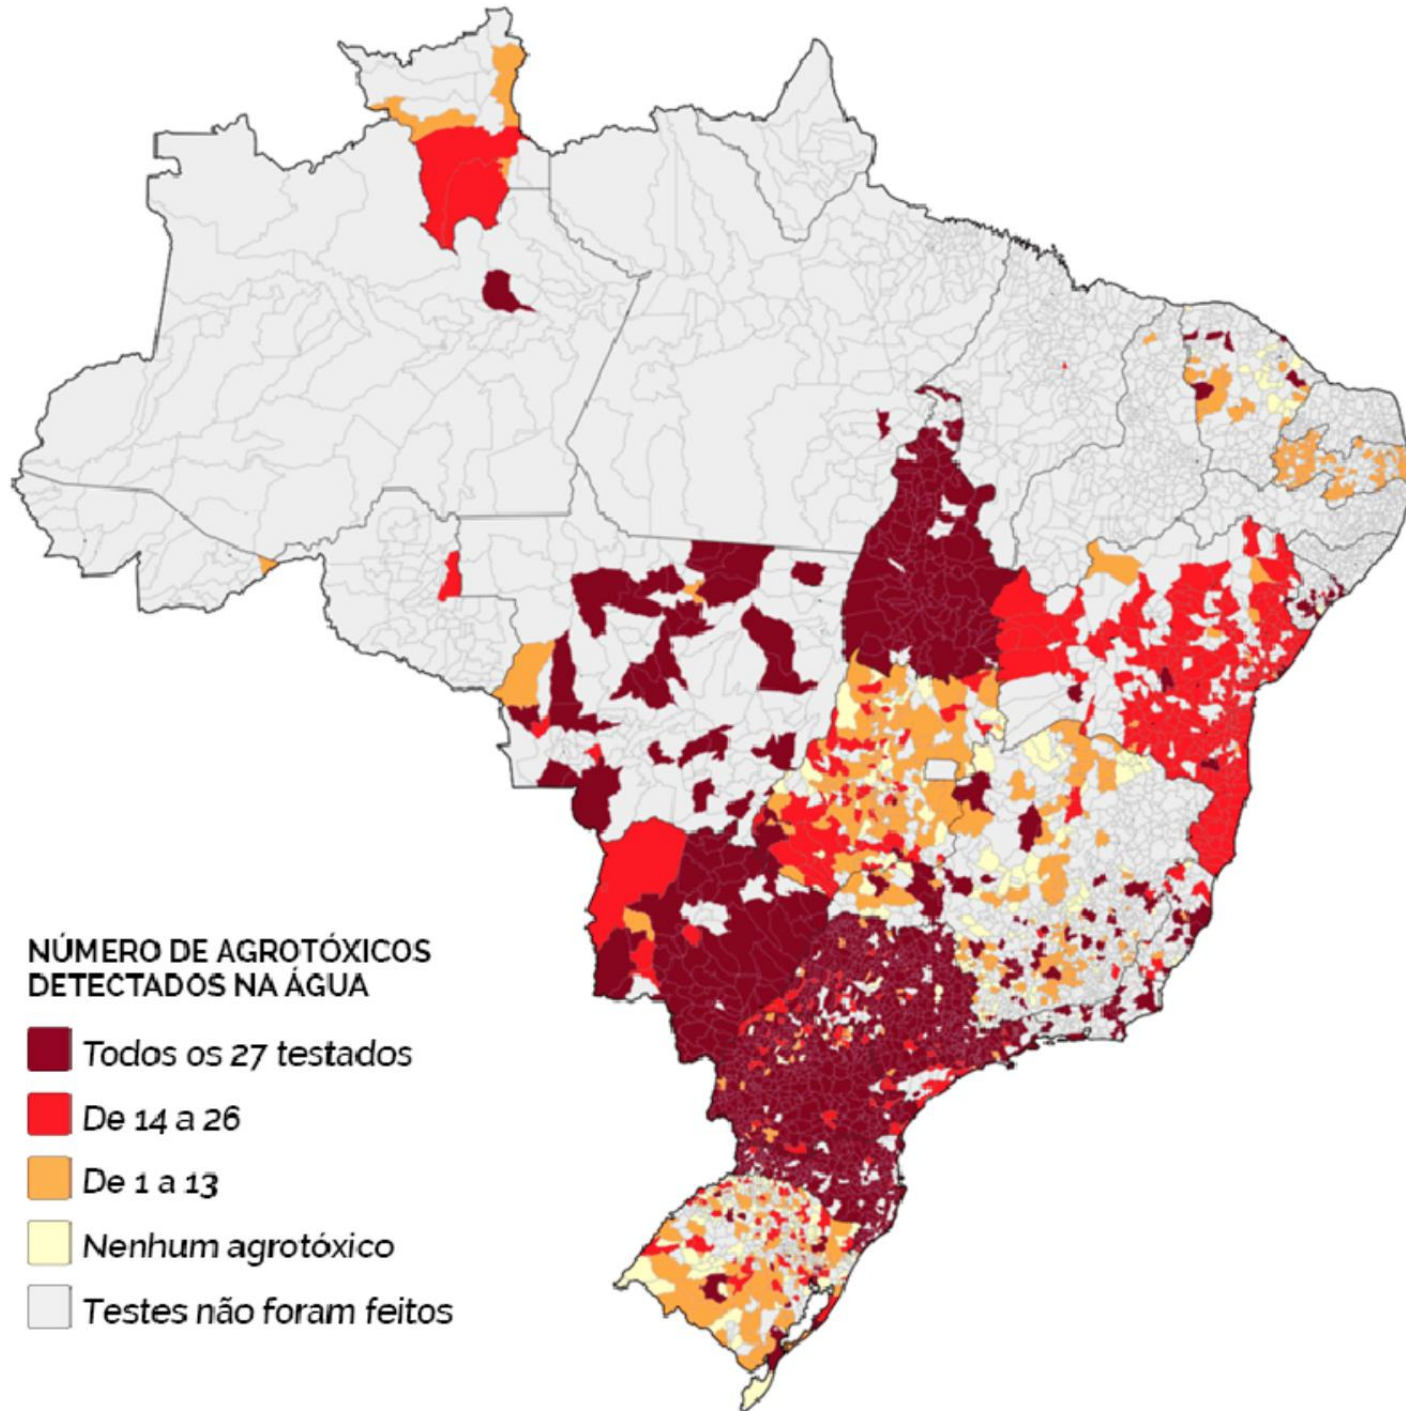 NÚMERO DE AGROTÓXICOS
DETECTADOS NA ÁGUA
Todos os 27 testados
De 14 a 26
De 1 a 13
Nenhum agrotóxico
Testes não foram feitos